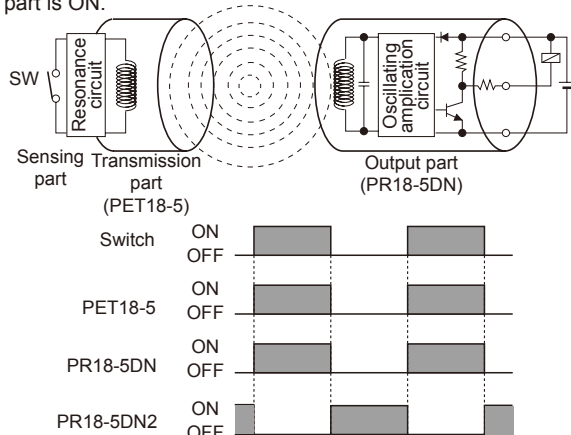 part is ON.
SW
Resonance
circuit
Oscillating
amplication
circuit
Sensing
part
Transmission
part
(PET18-5)
Output part
(PR18-5DN)
Switch
ON
OFF
PET18-5
ON
OFF
PR18-5DN
ON
OFF
PR18-5DN2
ON
OFF